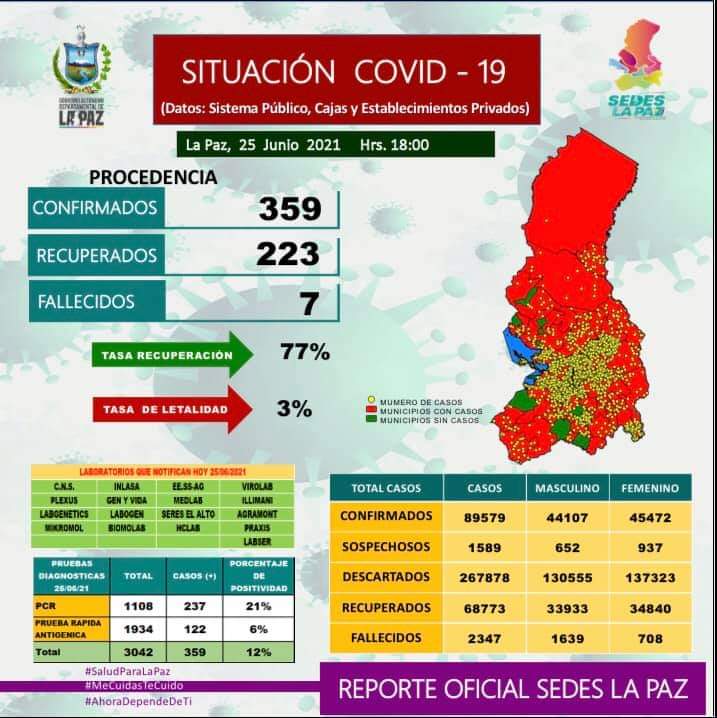 GOBIERNO AUTÓNOMO
DEPARTAMENTAL DE
LA PAZ
SITUACIÓN COVID - 19
(Datos: Sistema Público, Cajas y Establecimientos Privados)
SEDES
LA PAZ
La Paz, 25 Junio 2021 Hrs. 18:00
PROCEDENCIA
CONFIRMADOS 359
RECUPERADOS 223
FALLECIDOS 7
TASA RECUPERACIÓN 77%
TASA DE LETALIDAD 3%
MUMERO DE CASOS
MUNICIPIOS CON CASOS
MUNICIPIOS SIN CASOS
LABORATORIOS QUE NOTIFICAN HOY 25/06/2021
C.N.S. INLASA EE.SS-AG VIROLAB
PLEXUS GEN Y VIDA MEDLAB ILLIMANI
LABGENETICS LABOGEN SERES EL ALTO AGRAMONT
MIKROMOL BIOMOLAB HCLAB PRAXIS
LABSER
PRUEBAS DIAGNOSTICAS 25/06/21 TOTAL CASOS (+) PORCENTAJE DE POSITIVIDAD
PCR 1108 237 21%
PRUEBA RAPIDA ANTIGENICA 1934 122 6%
Total 3042 359 12%
TOTAL CASOS CASOS MASCULINO FEMENINO
CONFIRMADOS 89579 44107 45472
SOSPECHOSOS 1589 652 937
DESCARTADOS 267878 130555 137323
RECUPERADOS 68773 33933 34840
FALLECIDOS 2347 1639 708
#SaludParaLaPaz
#MeCuidasTeCuido
#AhoraDependeDeTi
REPORTE OFICIAL SEDES LA PAZ